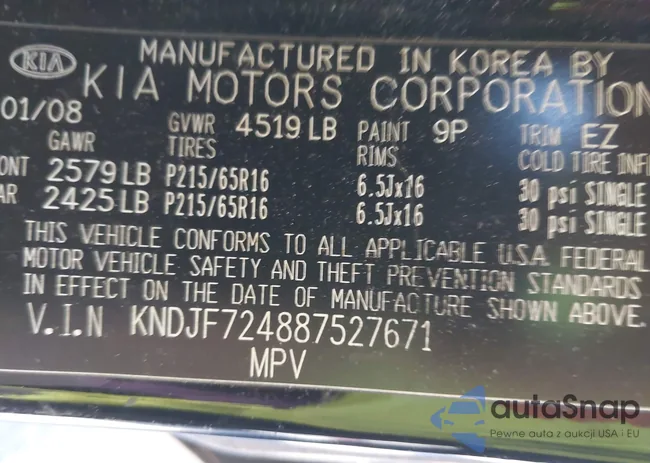 KIA MANUFACTURED IN KOREA BY
KIA MOTORS CORPORATION
01/08 GVWR 4519 LB PAINT 9P TRIM EZ
GAWR TIRES RIMS COLD TIRE INFL
ONT 2579 LB P215/65R16 6.5Jx16 30 psi SINGLE
AR 2425 LB P215/65R16 6.5Jx16 30 psi SINGLE
THIS VEHICLE CONFORMS TO ALL APPLICABLE U.S.A. FEDERAL
MOTOR VEHICLE SAFETY AND THEFT PREVENTION STANDARDS
IN EFFECT ON THE DATE OF MANUFACTURE SHOWN ABOVE.
V.I.N KNDJF724887527671
MPV
autaSnap
Pewne auta z aukcji USA i EU